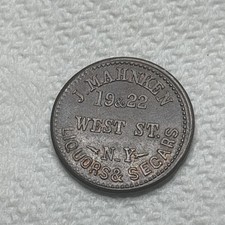 J. MAHNKEN
19&22
WEST ST.
N.Y
LIQUORS & SEGARS